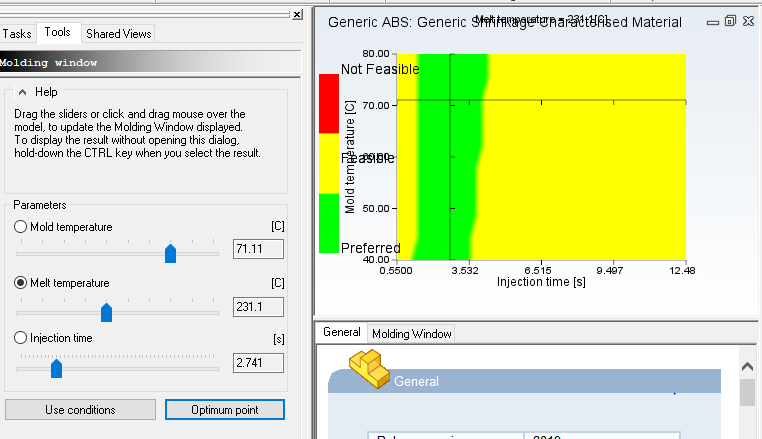 Tasks
Tools
Shared Views
Molding window
Help
Drag the sliders or click and drag mouse over the
model, to update the Molding Window displayed.
To display the result without opening this dialog,
hold-down the CTRL key when you select the result.
Parameters
Mold temperature [C]
71.11
Melt temperature [C]
231.1
Injection time [s]
2.741
Use conditions
Optimum point
Generic ABS: Generic Shrinkage Characterised Material
Melt temperature = 231.1[C]
Not Feasible
Feasible
Preferred
Mold temperature [C]
80.00
70.00
60.00
50.00
40.00
0.5500 3.532 6.515 9.497 12.48
Injection time [s]
General
Molding Window
General